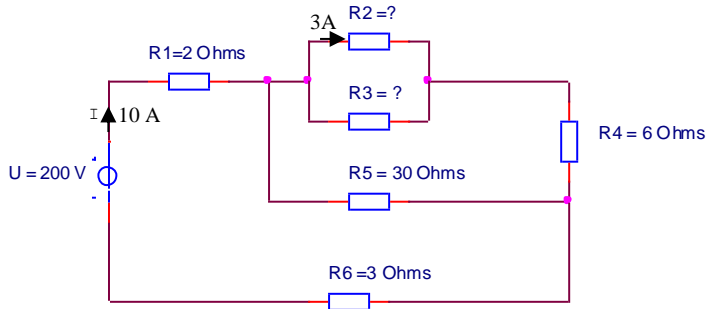 R2 =?
3A
R1=2 Ohms
R3 = ?
I 10 A
R4 = 6 Ohms
U = 200 V
R5 = 30 Ohms
R6 =3 Ohms